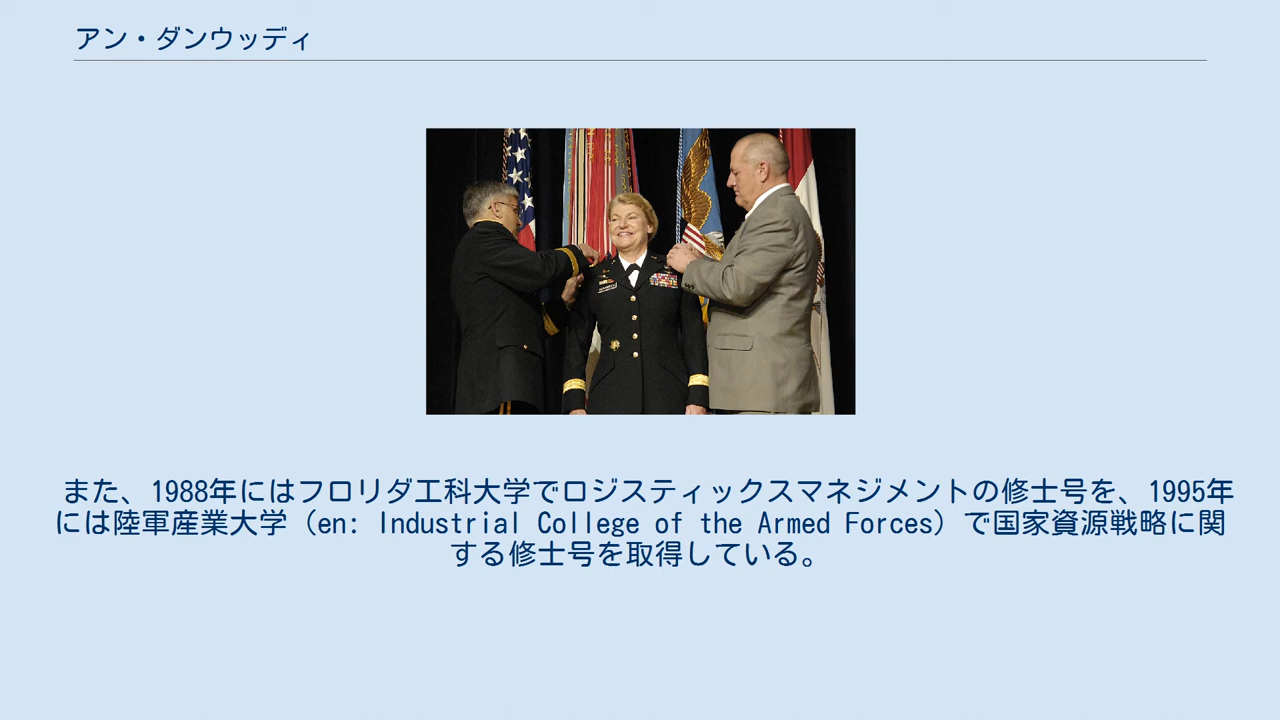 アン・ダンウッディ
また、1988年にはフロリダ工科大学でロジスティックスマネジメントの修士号を、1995年
には陸軍産業大学（en: Industrial College of the Armed Forces）で国家資源戦略に関
する修士号を取得している。